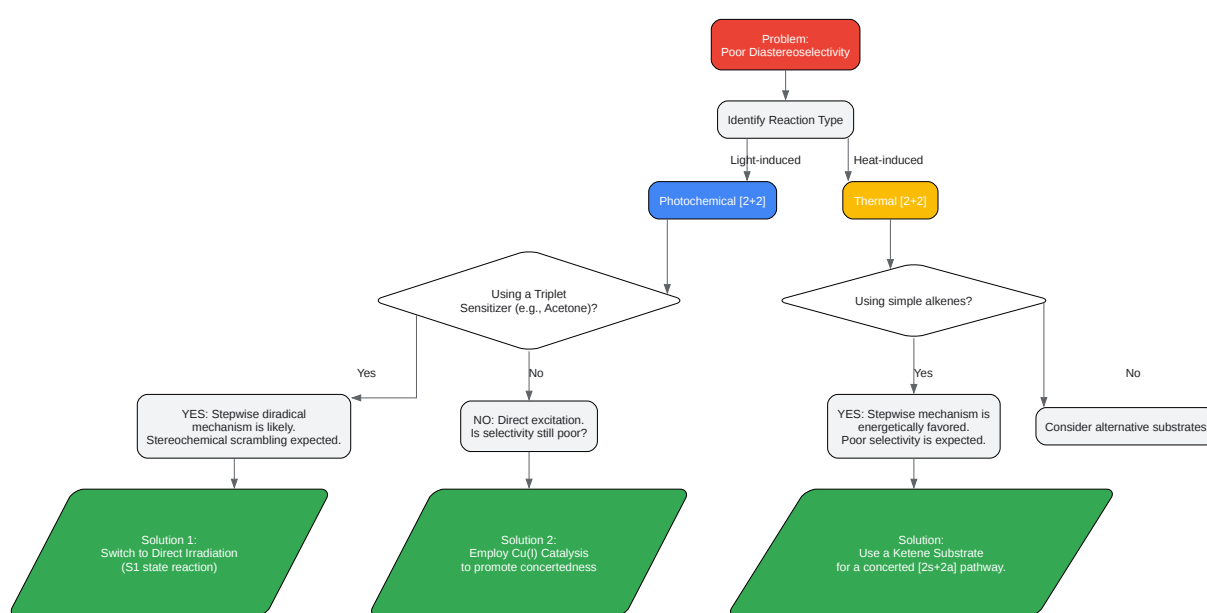 Problem:
Poor Diastereoselectivity
Identify Reaction Type
Light-induced
Heat-induced
Photochemical [2+2]
Thermal [2+2]
Using a Triplet
Sensitizer (e.g., Acetone)?
Using simple alkenes?
Yes
No
Yes
No
YES: Stepwise diradical
mechanism is likely.
Stereochemical scrambling expected.
NO: Direct excitation.
Is selectivity still poor?
YES: Stepwise mechanism is
energetically favored.
Poor selectivity is expected.
Consider alternative substrates
Solution 1:
Switch to Direct Irradiation
(S1 state reaction)
Solution 2:
Employ Cu(I) Catalysis
to promote concertedness
Solution:
Use a Ketene Substrate
for a concerted [2s+2a] pathway.